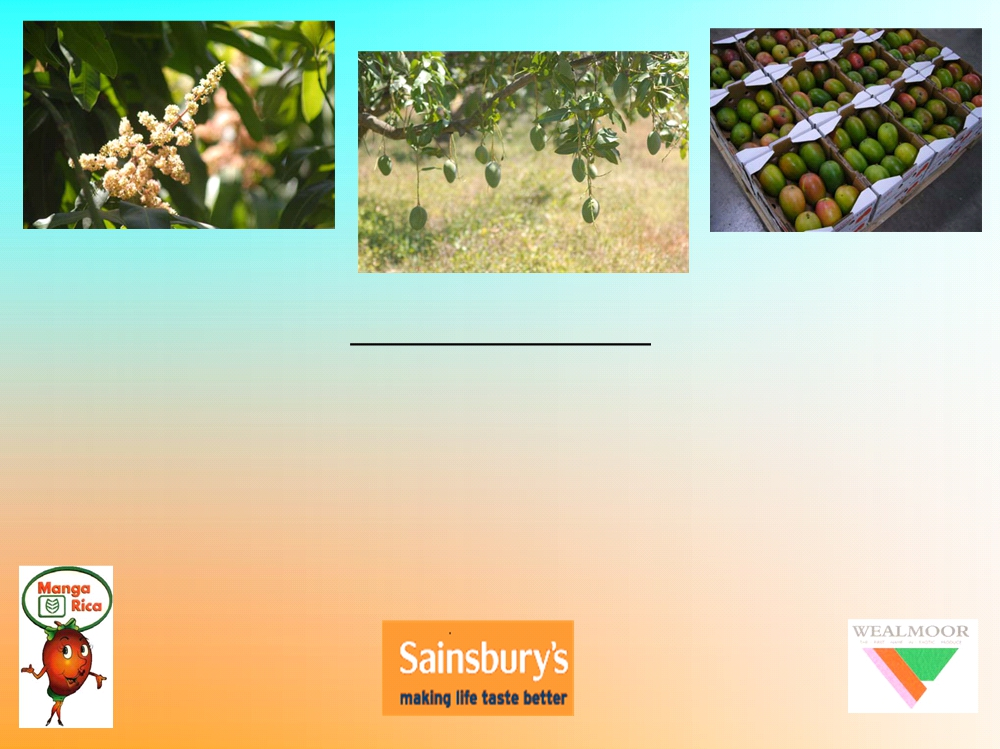 Manga
Rica
Sainsbury's
making life taste better
WEALMOOR